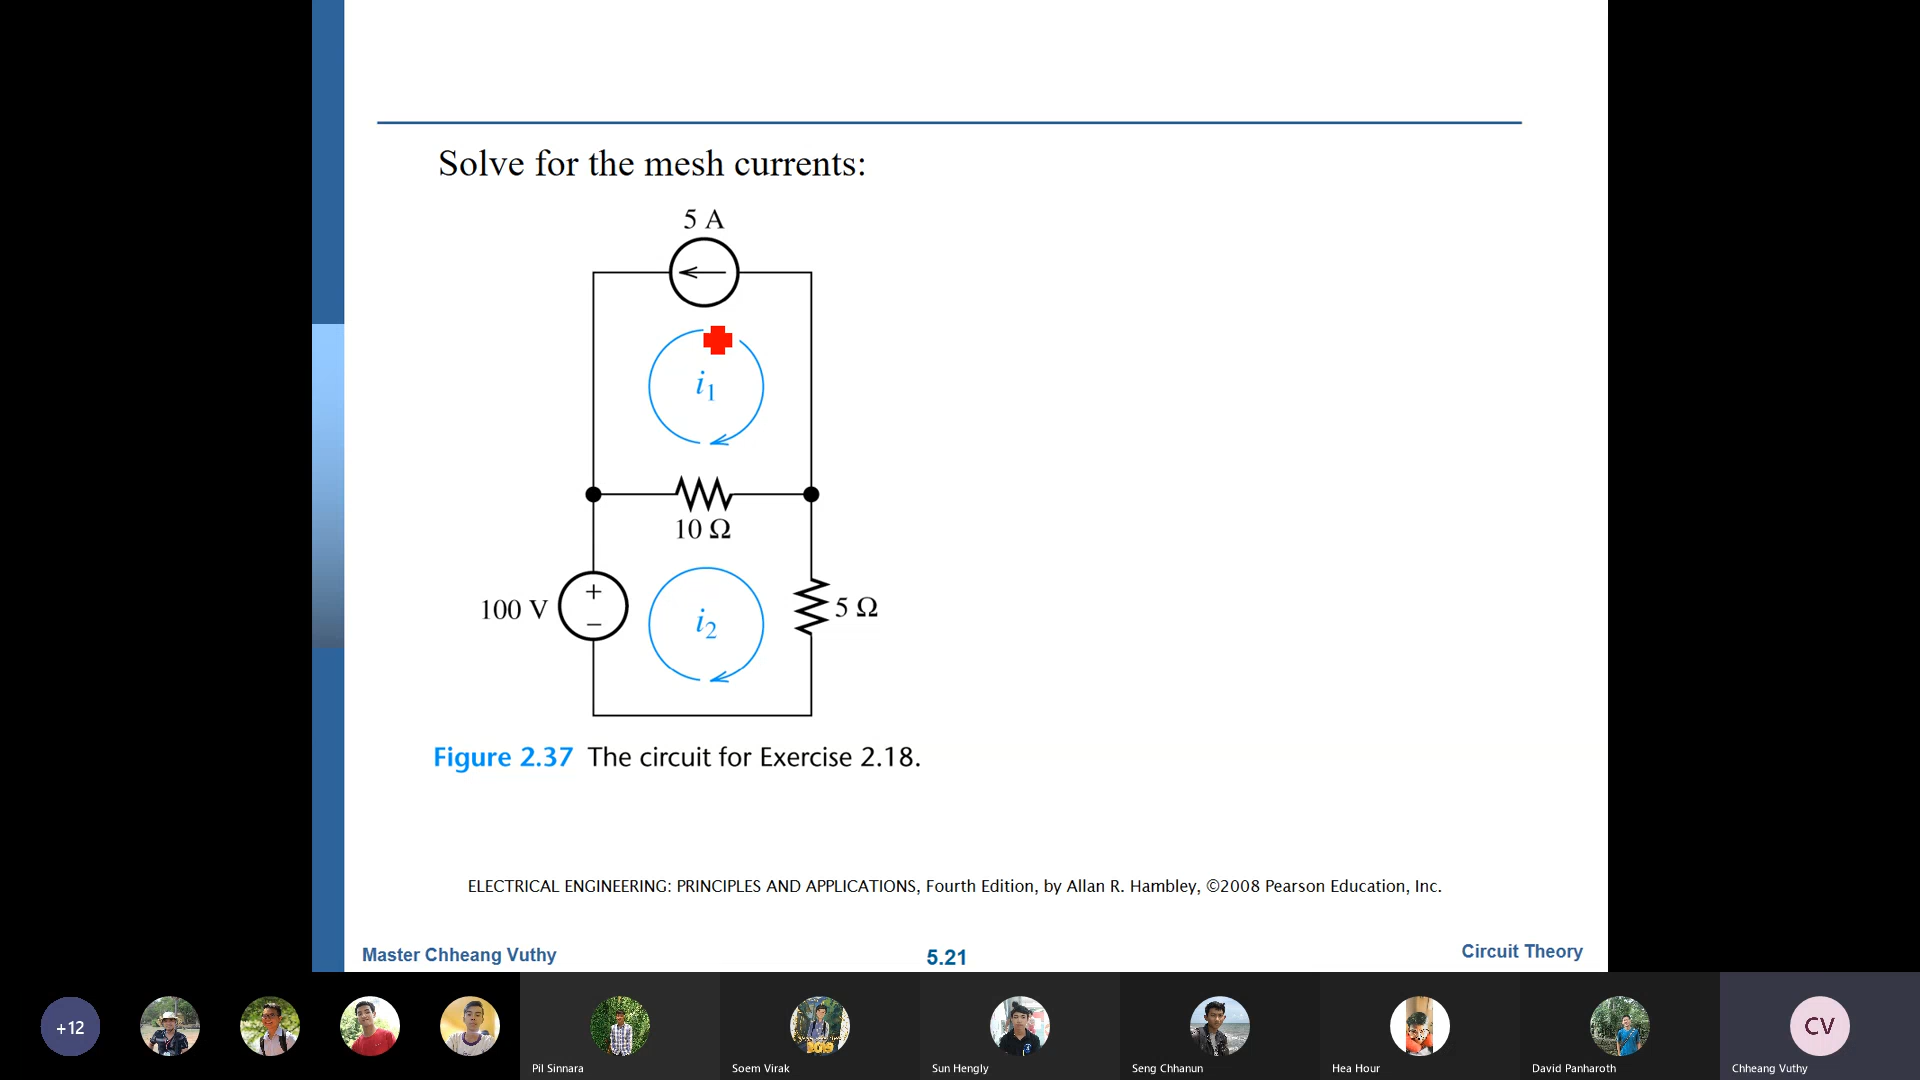 Solve for the mesh currents:
5 A
i1
10 Ω
100 V
+
−
i2
5 Ω
Figure 2.37 The circuit for Exercise 2.18.
ELECTRICAL ENGINEERING: PRINCIPLES AND APPLICATIONS, Fourth Edition, by Allan R. Hambley, ©2008 Pearson Education, Inc.
Master Chheang Vuthy
5.21
Circuit Theory
+12
2019
CV
Pil Sinnara
Soem Virak
Sun Hengly
Seng Chhanun
Hea Hour
David Panharoth
Chheang Vuthy